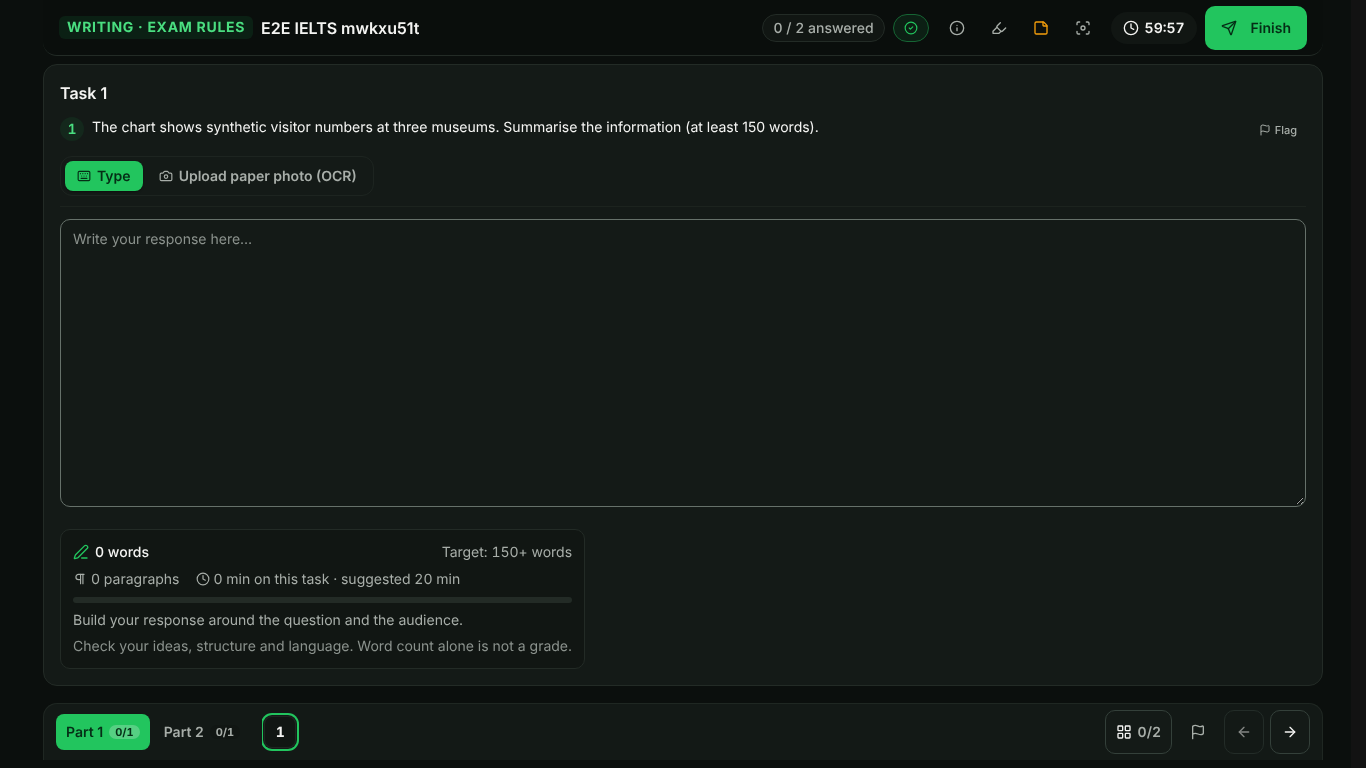 WRITING · EXAM RULES E2E IELTS mwkxu51t 0 / 2 answered 59:57 Finish
Task 1
1 The chart shows synthetic visitor numbers at three museums. Summarise the information (at least 150 words). Flag
Type Upload paper photo (OCR)
Write your response here...
0 words Target: 150+ words
0 paragraphs 0 min on this task · suggested 20 min
Build your response around the question and the audience.
Check your ideas, structure and language. Word count alone is not a grade.
Part 1 0/1 Part 2 0/1 1 0/2